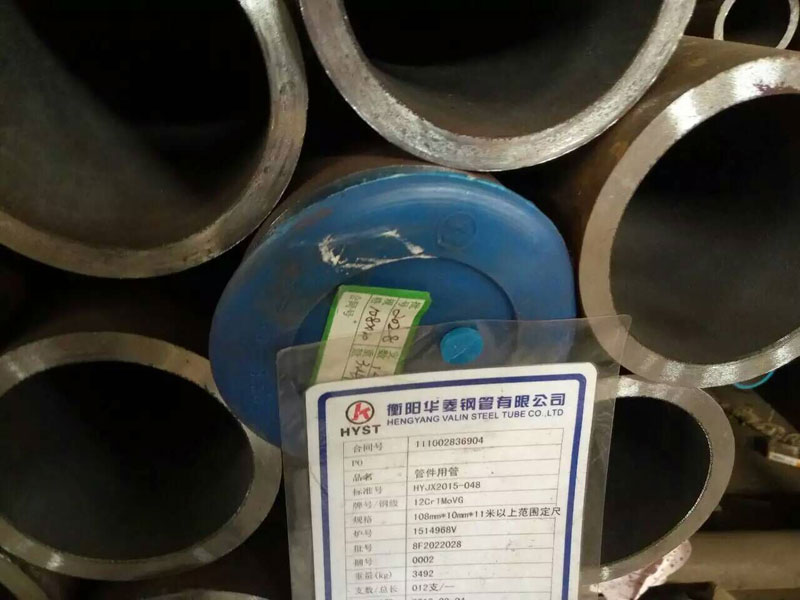 衡阳华菱钢管有限公司
HENGYANG VALIN STEEL TUBE CO.,LTD
HYST
合同号 111002836904
PO
品名 管件用管
标准号 HYJX2015-048
牌号/钢级 12Cr1MoVG
规格 108mm*10mm*11米以上范围定尺
炉号 1514968V
批号 8F2022028
捆号 0002
重量(kg) 3492
支数/总长 012支/—